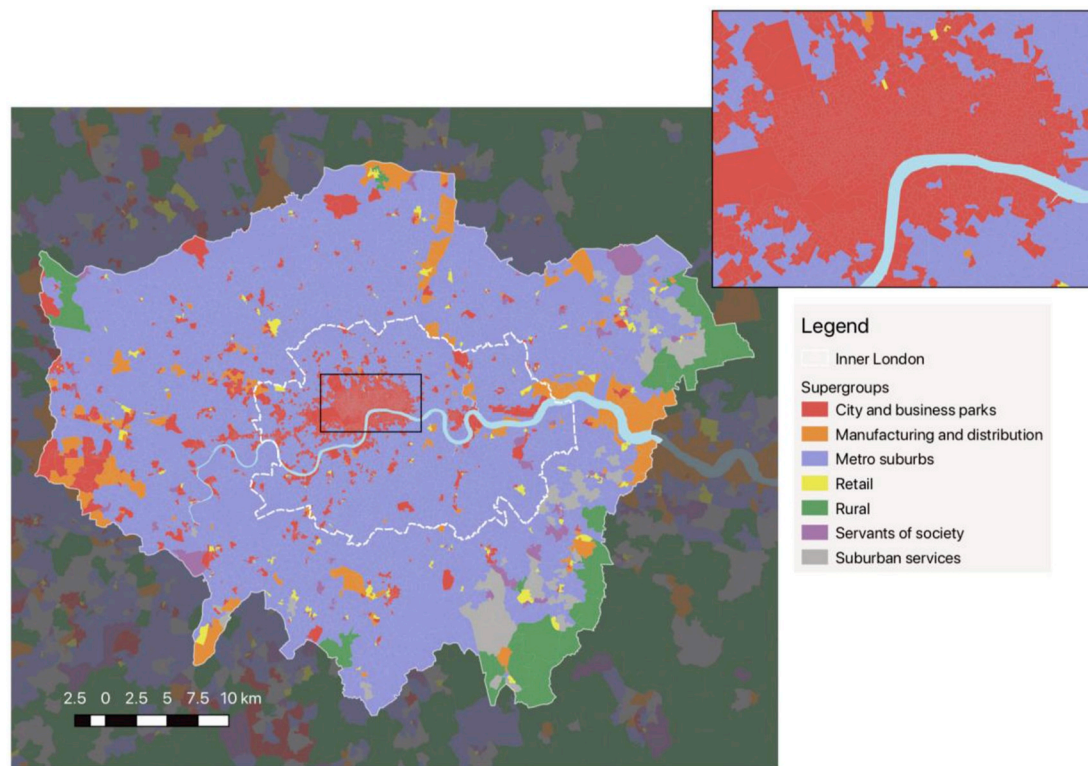 Legend
Inner London
Supergroups
City and business parks
Manufacturing and distribution
Metro suburbs
Retail
Rural
Servants of society
Suburban services
2.5 0 2.5 5 7.5 10 km